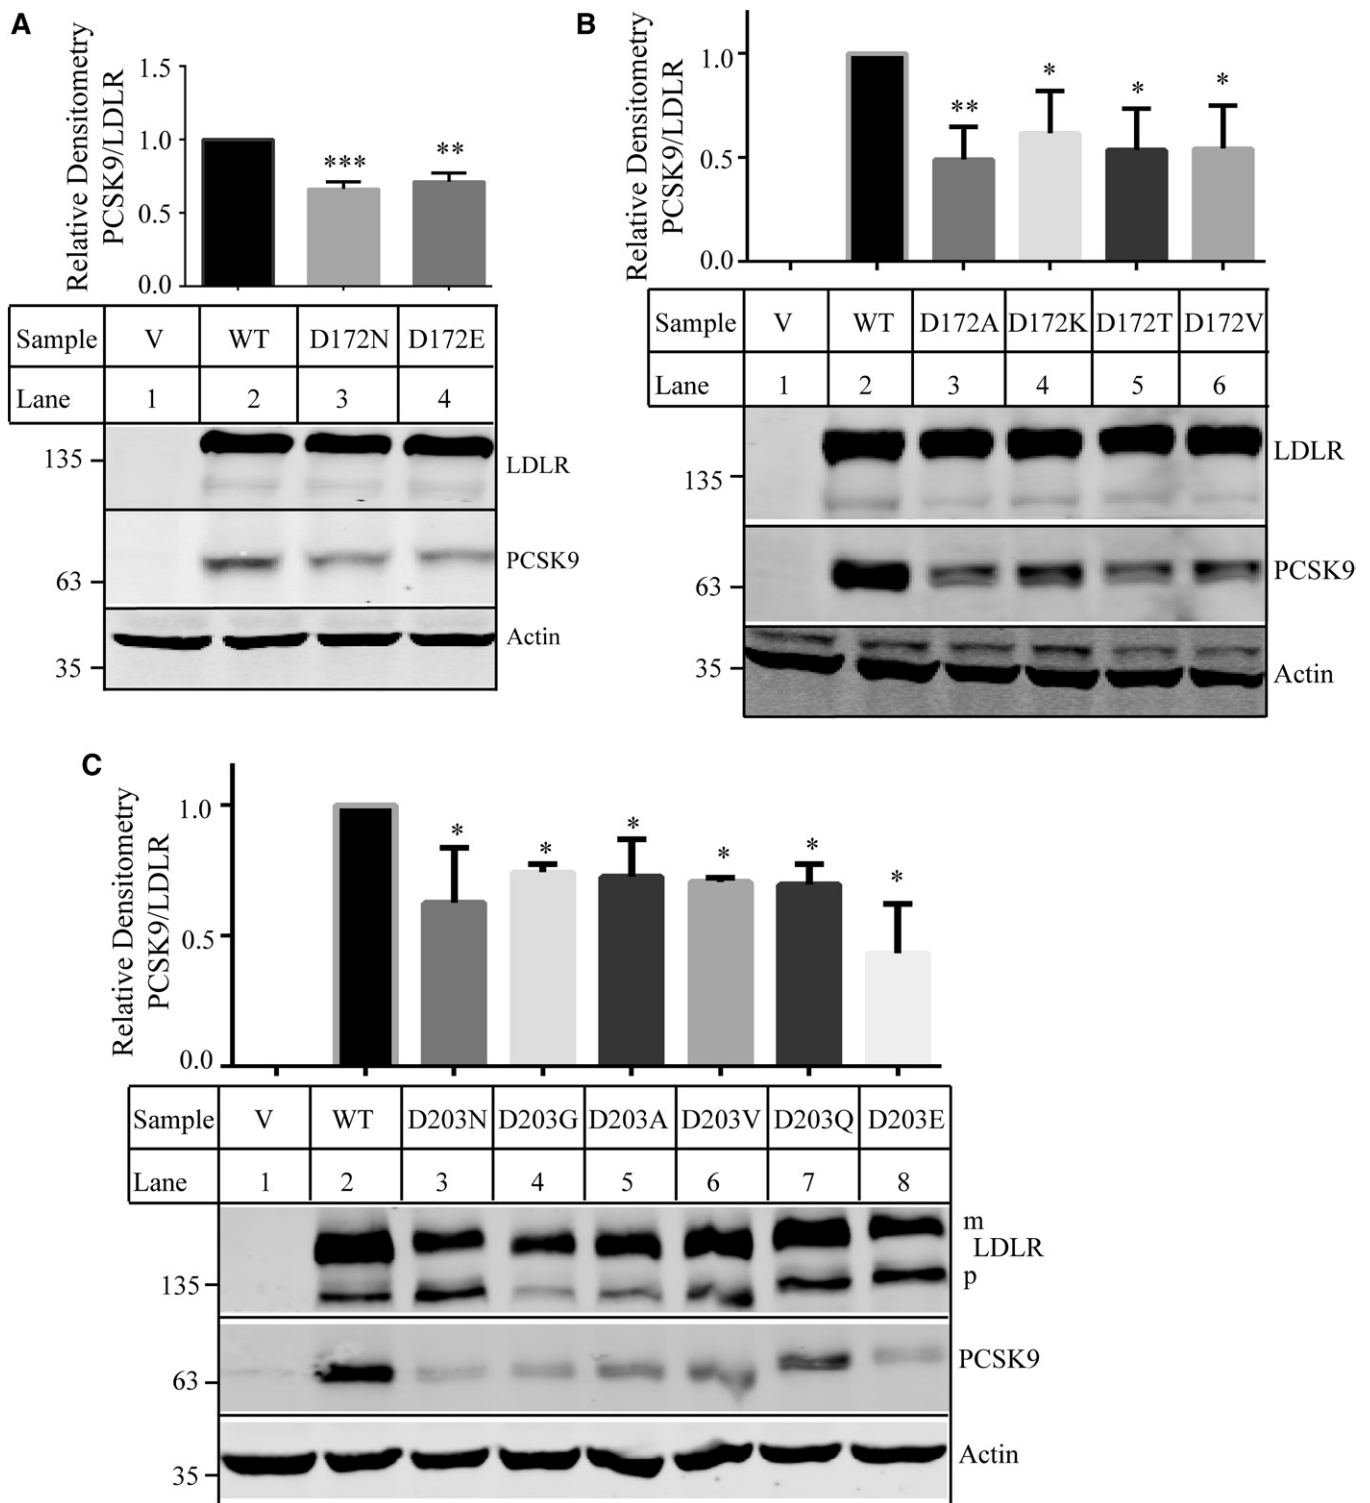 A
Relative Densitometry
PCSK9/LDLR
1.5
1.0
0.5
0.0
***
**
Sample V WT D172N D172E
Lane 1 2 3 4
135
LDLR
PCSK9
63
Actin
35
B
Relative Densitometry
PCSK9/LDLR
1.0
0.5
0.0
**
*
*
*
Sample V WT D172A D172K D172T D172V
Lane 1 2 3 4 5 6
LDLR
135
PCSK9
63
35
Actin
C
Relative Densitometry
PCSK9/LDLR
1.0
0.5
0.0
*
*
*
*
*
*
Sample V WT D203N D203G D203A D203V D203Q D203E
Lane 1 2 3 4 5 6 7 8
m
LDLR
135
p
PCSK9
63
Actin
35